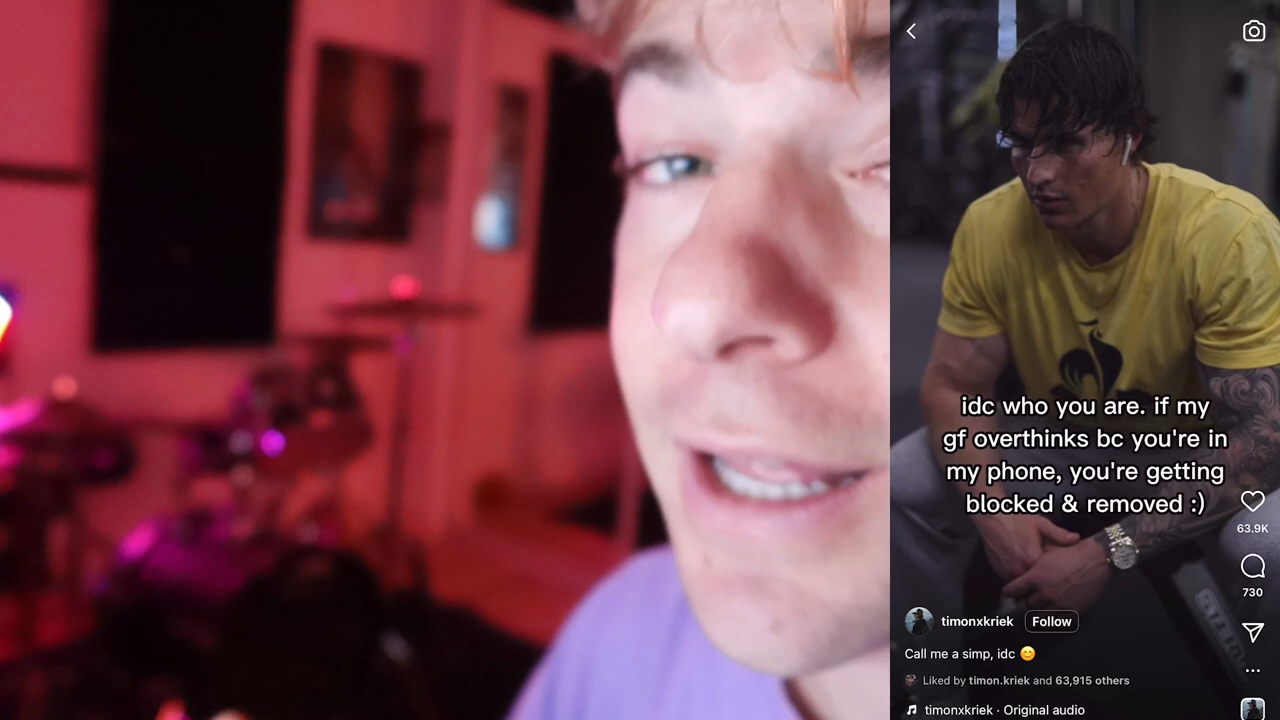 idc who you are. if my
gf overthinks bc you're in
my phone, you're getting
blocked & removed :)
63.9K
730
timonxkriek
Follow
Call me a simp, idc 😊
Liked by timon.kriek and 63,915 others
timonxkriek · Original audio